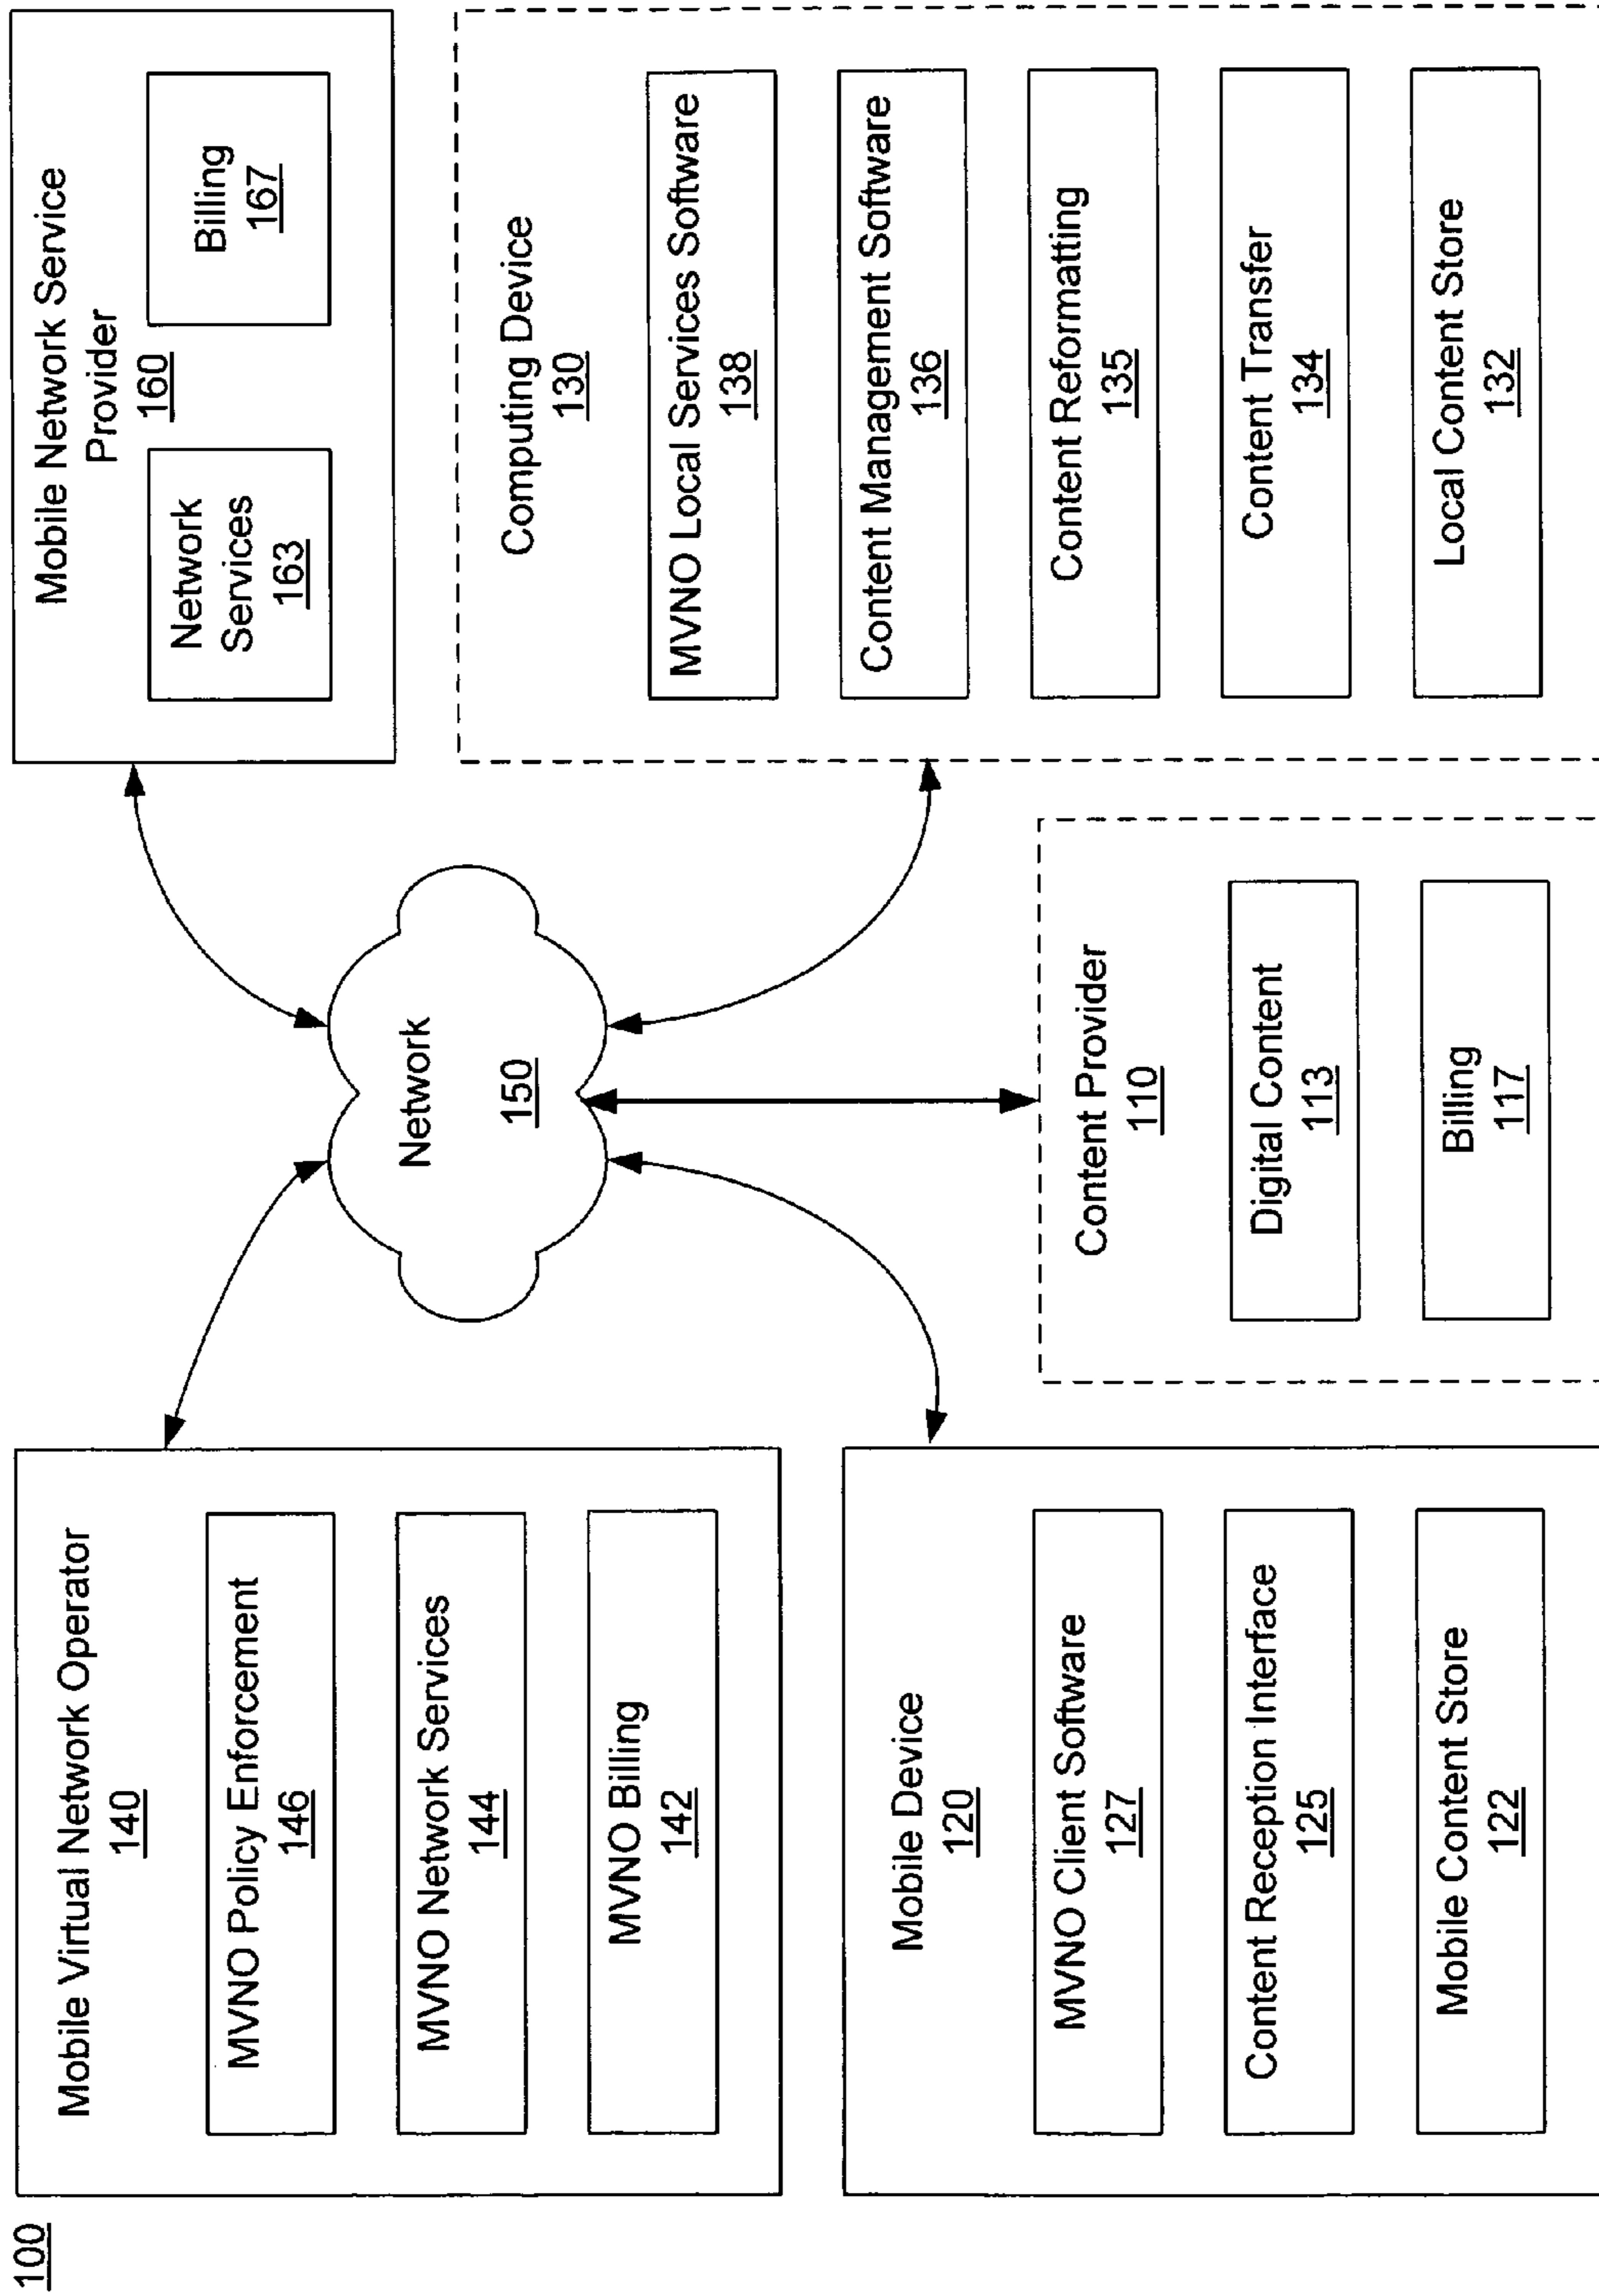 100
Mobile Virtual Network Operator
140
MVNO Policy Enforcement
146
MVNO Network Services
144
MVNO Billing
142
Network
150
Mobile Network Service
Provider
160
Network
Services
163
Billing
167
Mobile Device
120
MVNO Client Software
127
Content Reception Interface
125
Mobile Content Store
122
Content Provider
110
Digital Content
113
Billing
117
Computing Device
130
MVNO Local Services Software
138
Content Management Software
136
Content Reformatting
135
Content Transfer
134
Local Content Store
132